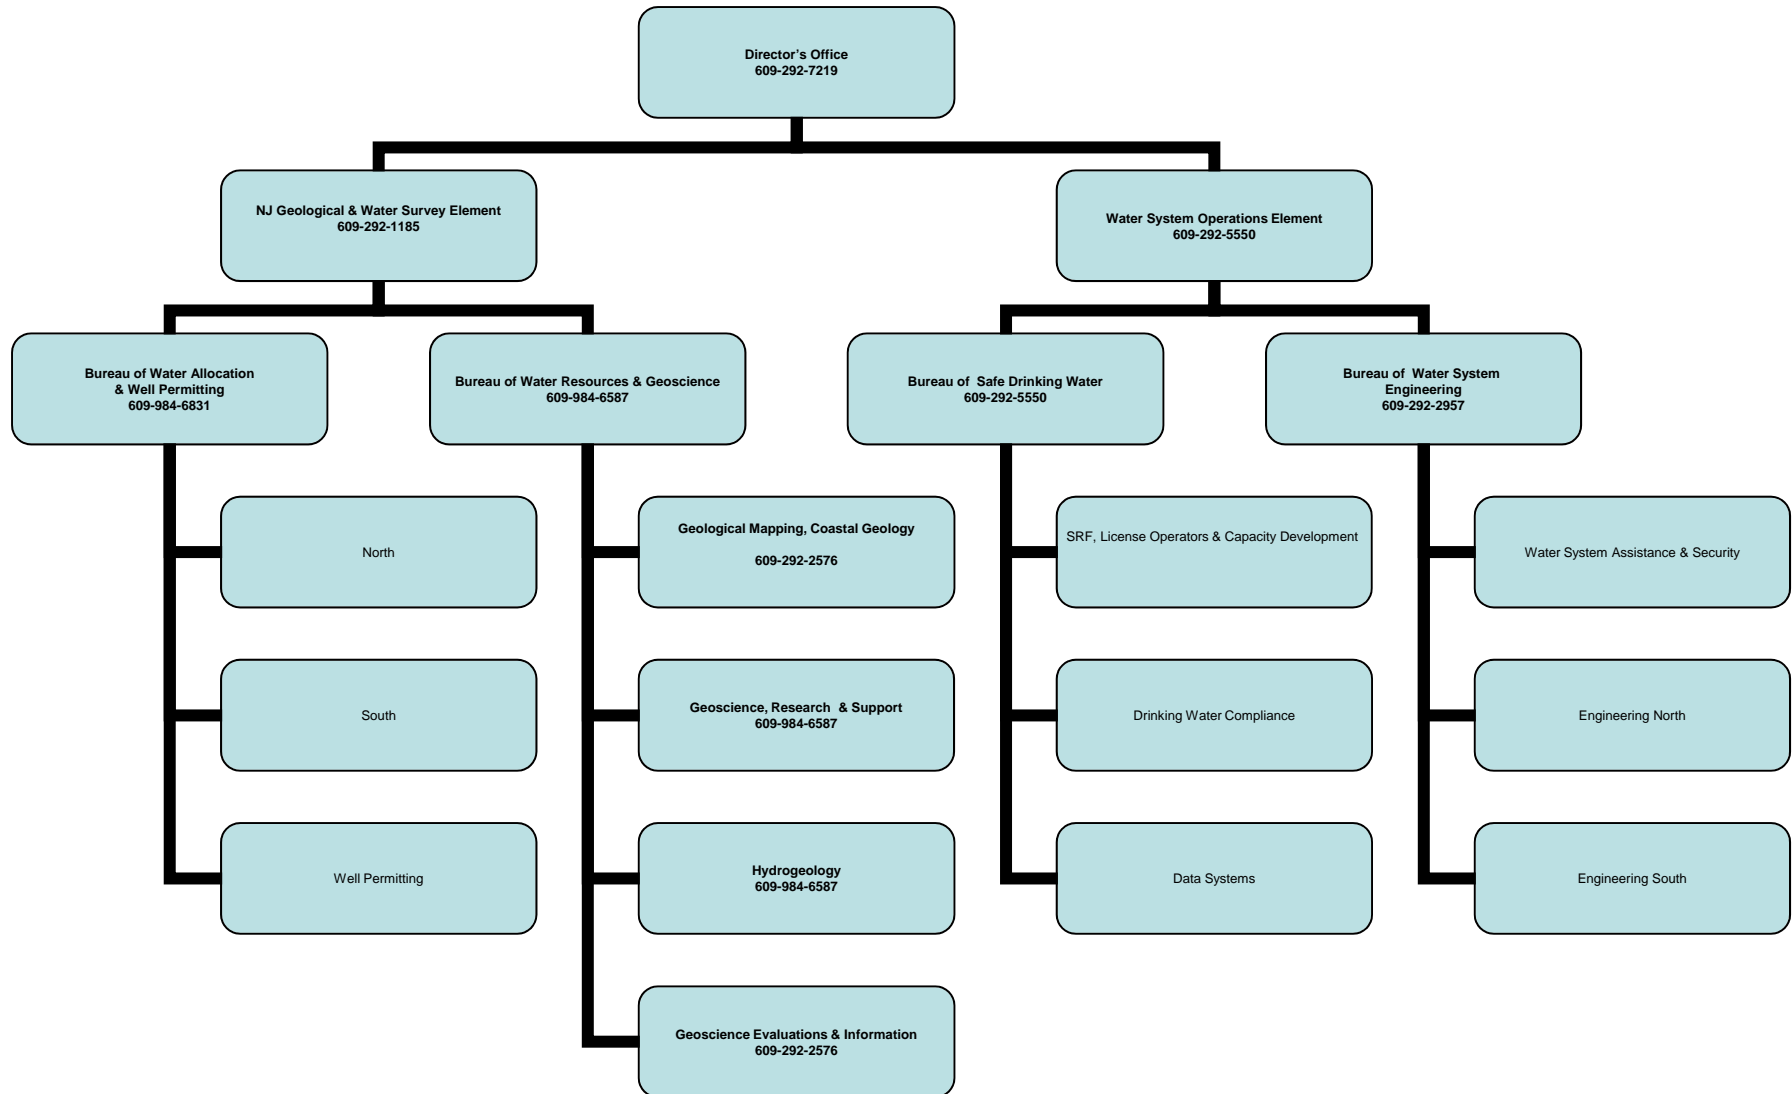 Director's Office
609-292-7219
NJ Geological & Water Survey Element
609-292-1185
Water System Operations Element
609-292-5550
Bureau of Water Allocation
& Well Permitting
609-984-6831
Bureau of Water Resources & Geoscience
609-984-6587
Bureau of  Safe Drinking Water
609-292-5550
Bureau of  Water System
Engineering
609-292-2957
North
South
Well Permitting
Geological Mapping, Coastal Geology
609-292-2576
Geoscience, Research  & Support
609-984-6587
Hydrogeology
609-984-6587
Geoscience Evaluations & Information
609-292-2576
SRF, License Operators & Capacity Development
Drinking Water Compliance
Data Systems
Water System Assistance & Security
Engineering North
Engineering South